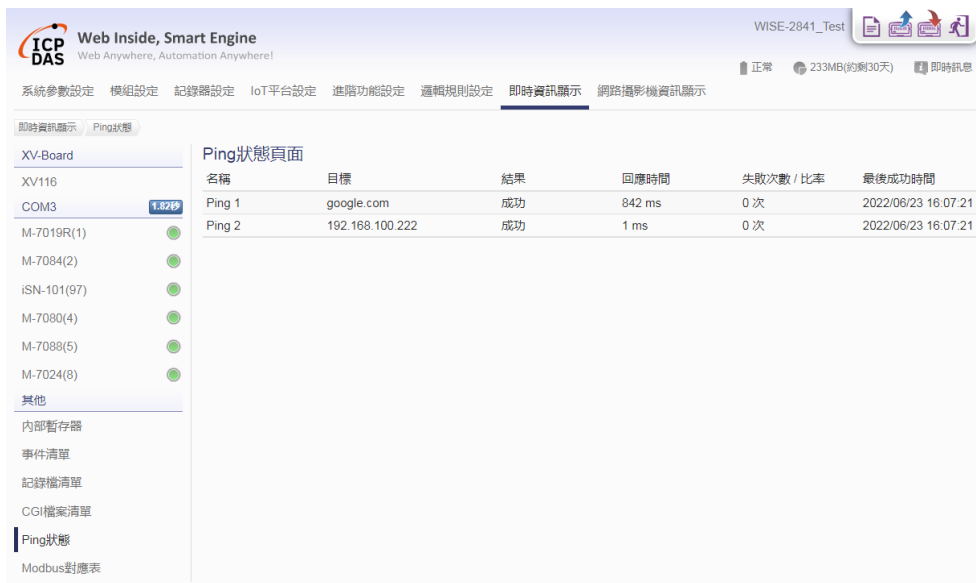 WISE-2841_Test
ICP DAS
Web Inside, Smart Engine
Web Anywhere, Automation Anywhere!
正常 233MB(約剩30天) 即時訊息
系統參數設定 模組設定 記錄器設定 IoT平台設定 進階功能設定 邏輯規則設定 即時資訊顯示 網路攝影機資訊顯示
即時資訊顯示 Ping狀態
XV-Board
XV116
COM3 1.82秒
M-7019R(1)
M-7084(2)
iSN-101(97)
M-7080(4)
M-7088(5)
M-7024(8)
其他
內部暫存器
事件清單
記錄檔清單
CGI檔案清單
Ping狀態
Modbus對應表
Ping狀態頁面
名稱 目標 結果 回應時間 失敗次數 / 比率 最後成功時間
Ping 1 google.com 成功 842 ms 0 次 2022/06/23 16:07:21
Ping 2 192.168.100.222 成功 1 ms 0 次 2022/06/23 16:07:21